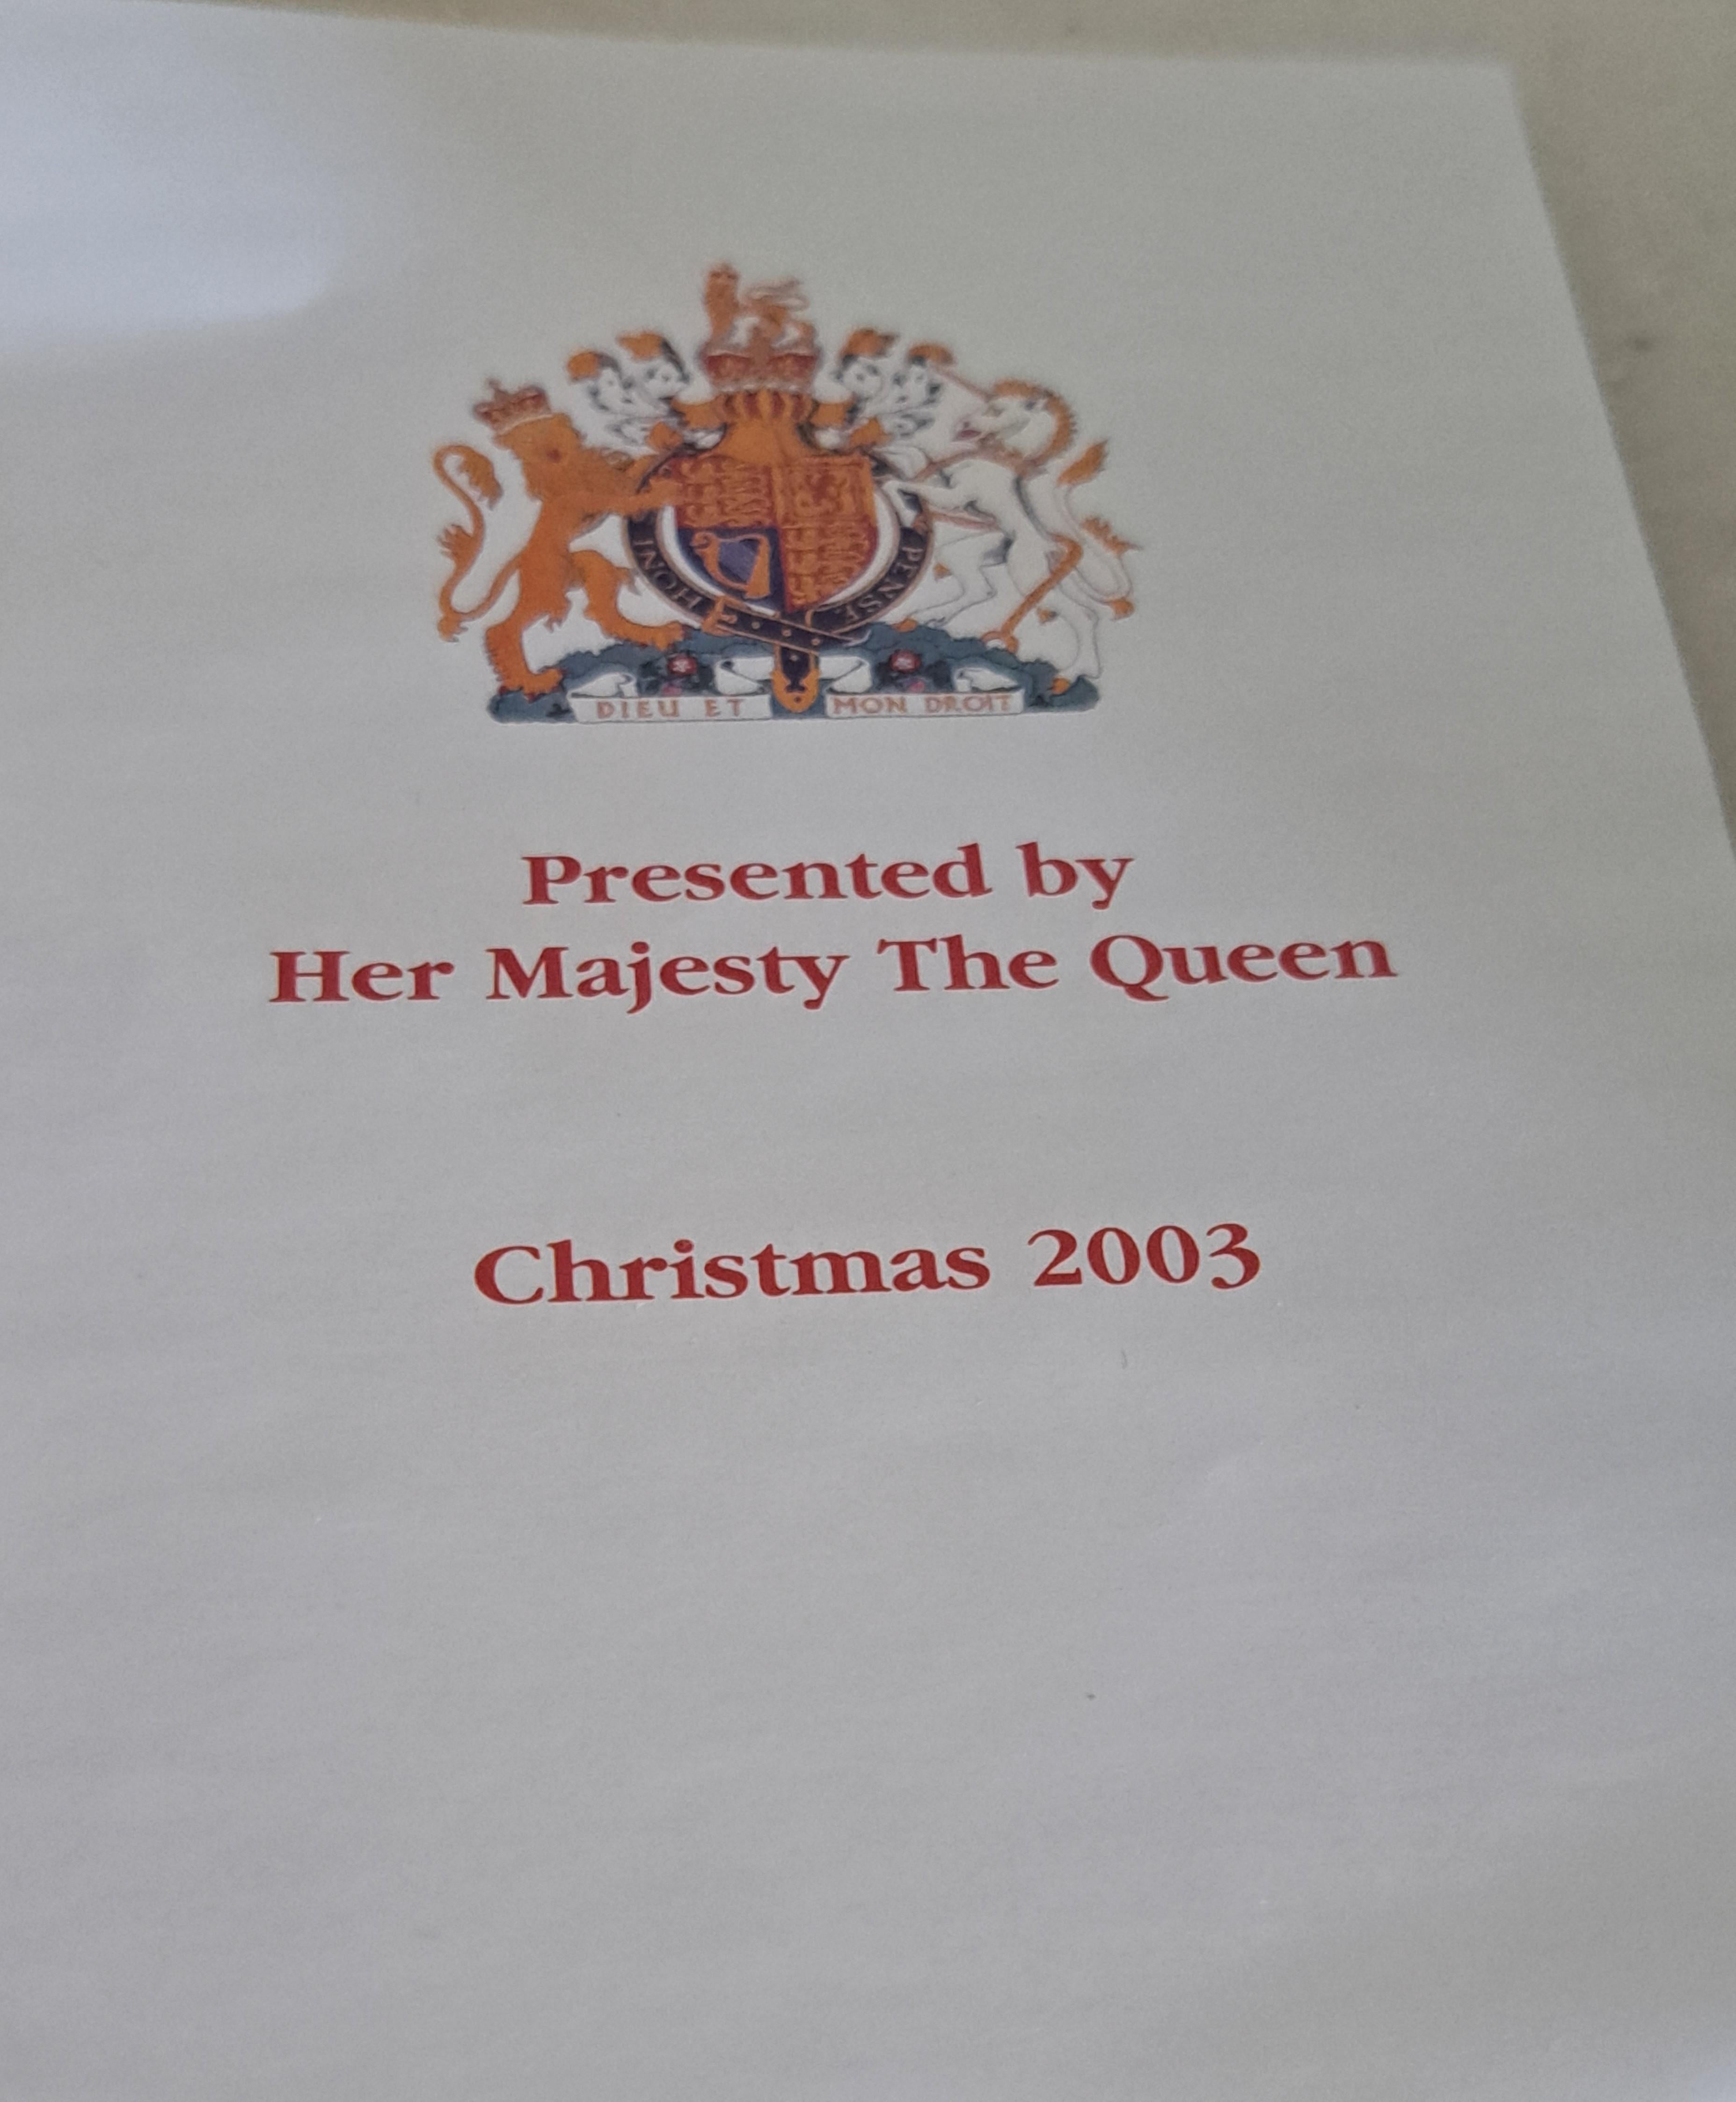 HONI
PENSE
DIEU ET MON DROIT
Presented by
Her Majesty The Queen
Christmas 2003